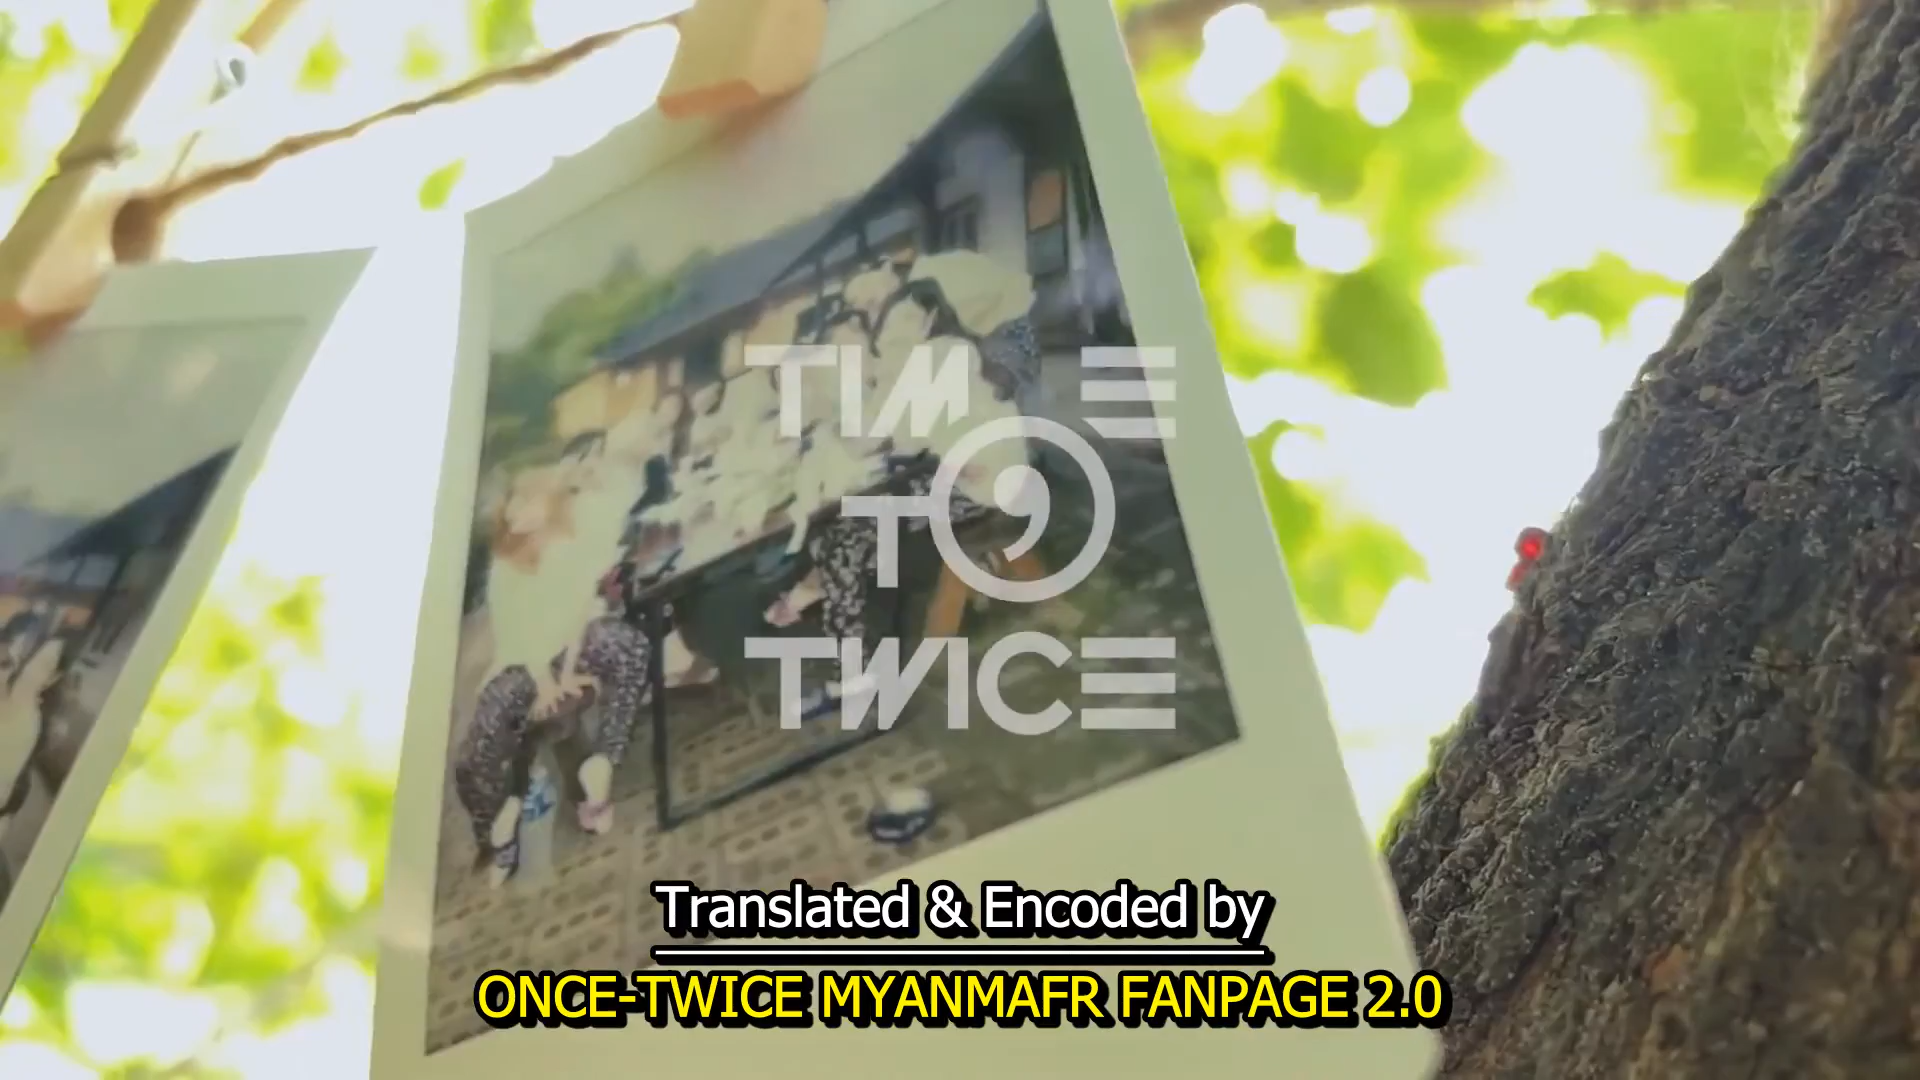 TIME
TO
TWICE
Translated & Encoded by
ONCE-TWICE MYANMAFR FANPAGE 2.0